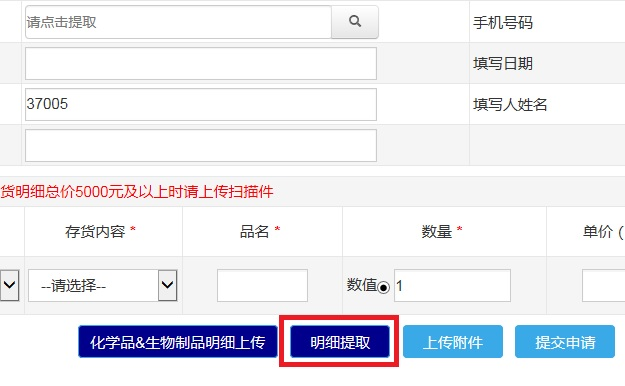 请点击提取
手机号码
填写日期
37005
填写人姓名
货明细总价5000元及以上时请上传扫描件
存货内容 * 品名 * 数量 * 单价 (
--请选择-- 数值 1
化学品&生物制品明细上传 明细提取 上传附件 提交申请